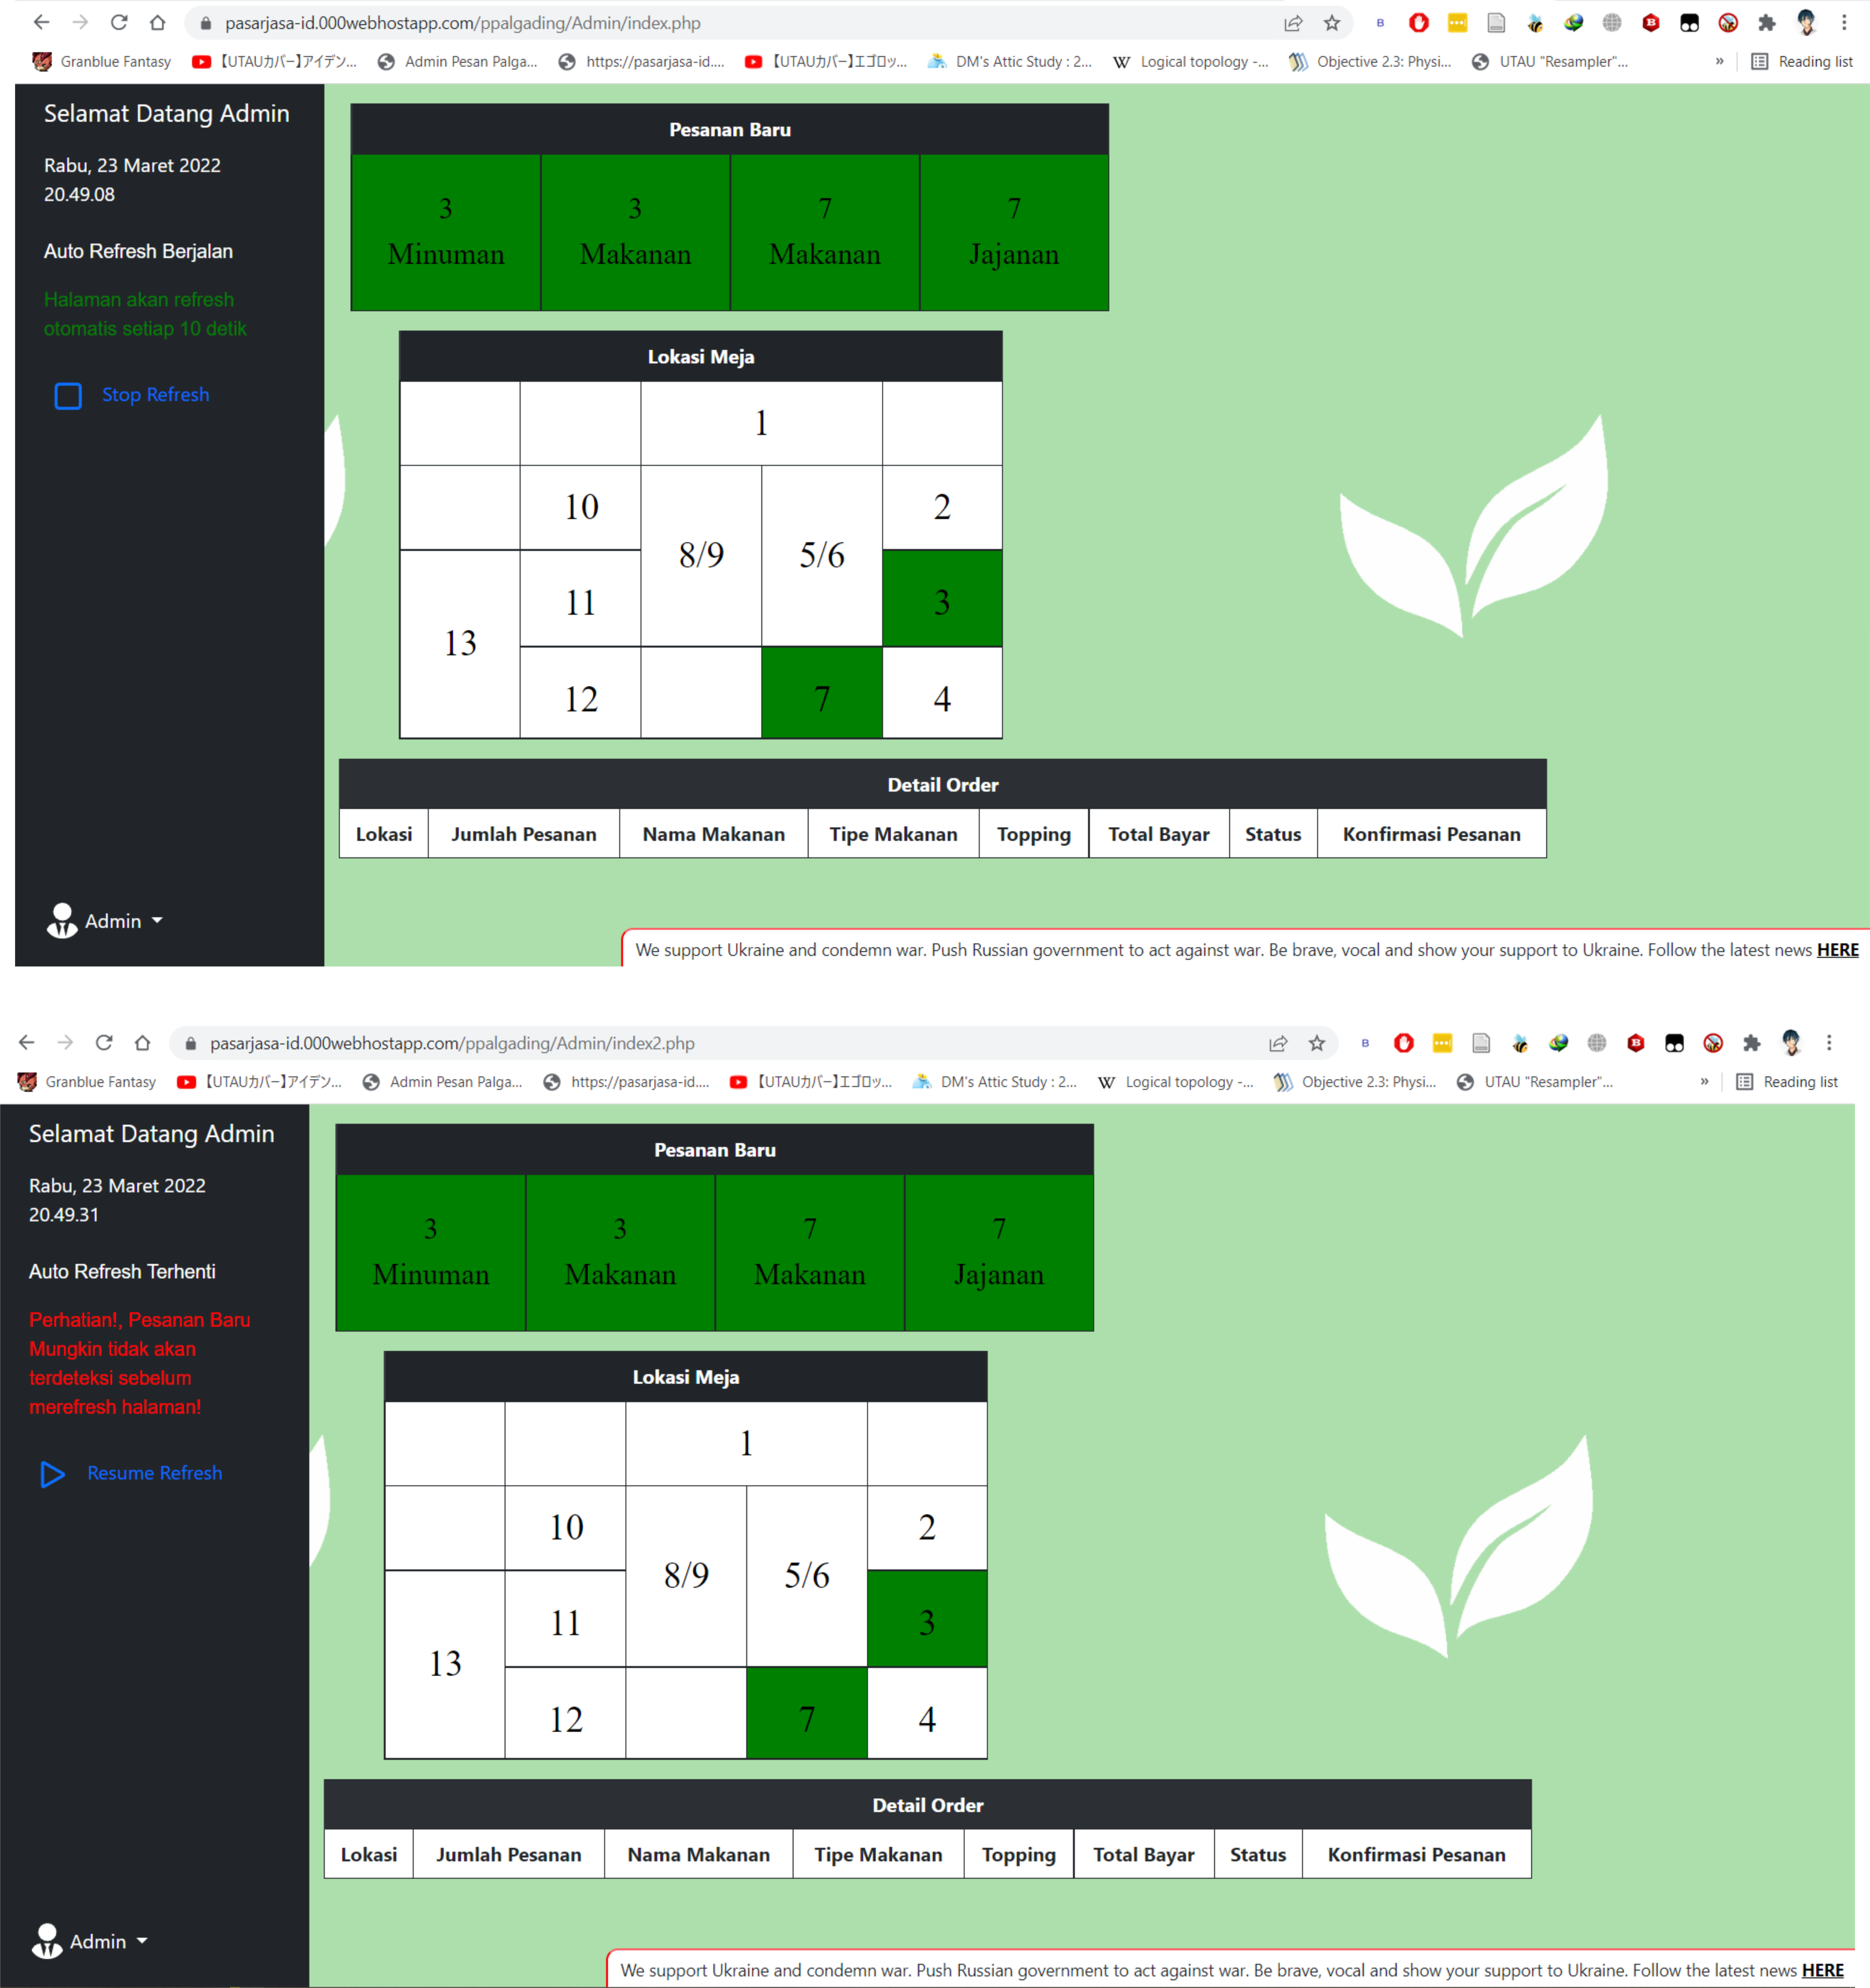 pasarjasa-id.000webhostapp.com/ppalgading/Admin/index.php
Granblue Fantasy
【UTAUカバー】アイデン...
Admin Pesan Palga...
https://pasarjasa-id....
【UTAUカバー】エゴロッ...
DM's Attic Study : 2...
W Logical topology -...
Objective 2.3: Physi...
UTAU "Resampler"...
»
Reading list
Selamat Datang Admin
Rabu, 23 Maret 2022
20.49.08
Auto Refresh Berjalan
Halaman akan refresh
otomatis setiap 10 detik
Stop Refresh
Admin
Pesanan Baru
3 Minuman
3 Makanan
7 Makanan
7 Jajanan
Lokasi Meja
1
10 8/9 5/6 2
13 11 3
12 7 4
Detail Order
Lokasi Jumlah Pesanan Nama Makanan Tipe Makanan Topping Total Bayar Status Konfirmasi Pesanan
We support Ukraine and condemn war. Push Russian government to act against war. Be brave, vocal and show your support to Ukraine. Follow the latest news HERE
pasarjasa-id.000webhostapp.com/ppalgading/Admin/index2.php
Granblue Fantasy
【UTAUカバー】アイデン...
Admin Pesan Palga...
https://pasarjasa-id....
【UTAUカバー】エゴロッ...
DM's Attic Study : 2...
W Logical topology -...
Objective 2.3: Physi...
UTAU "Resampler"...
»
Reading list
Selamat Datang Admin
Rabu, 23 Maret 2022
20.49.31
Auto Refresh Terhenti
Perhatian!, Pesanan Baru
Mungkin tidak akan
terdeteksi sebelum
merefresh halaman!
Resume Refresh
Admin
Pesanan Baru
3 Minuman
3 Makanan
7 Makanan
7 Jajanan
Lokasi Meja
1
10 8/9 5/6 2
13 11 3
12 7 4
Detail Order
Lokasi Jumlah Pesanan Nama Makanan Tipe Makanan Topping Total Bayar Status Konfirmasi Pesanan
We support Ukraine and condemn war. Push Russian government to act against war. Be brave, vocal and show your support to Ukraine. Follow the latest news HERE